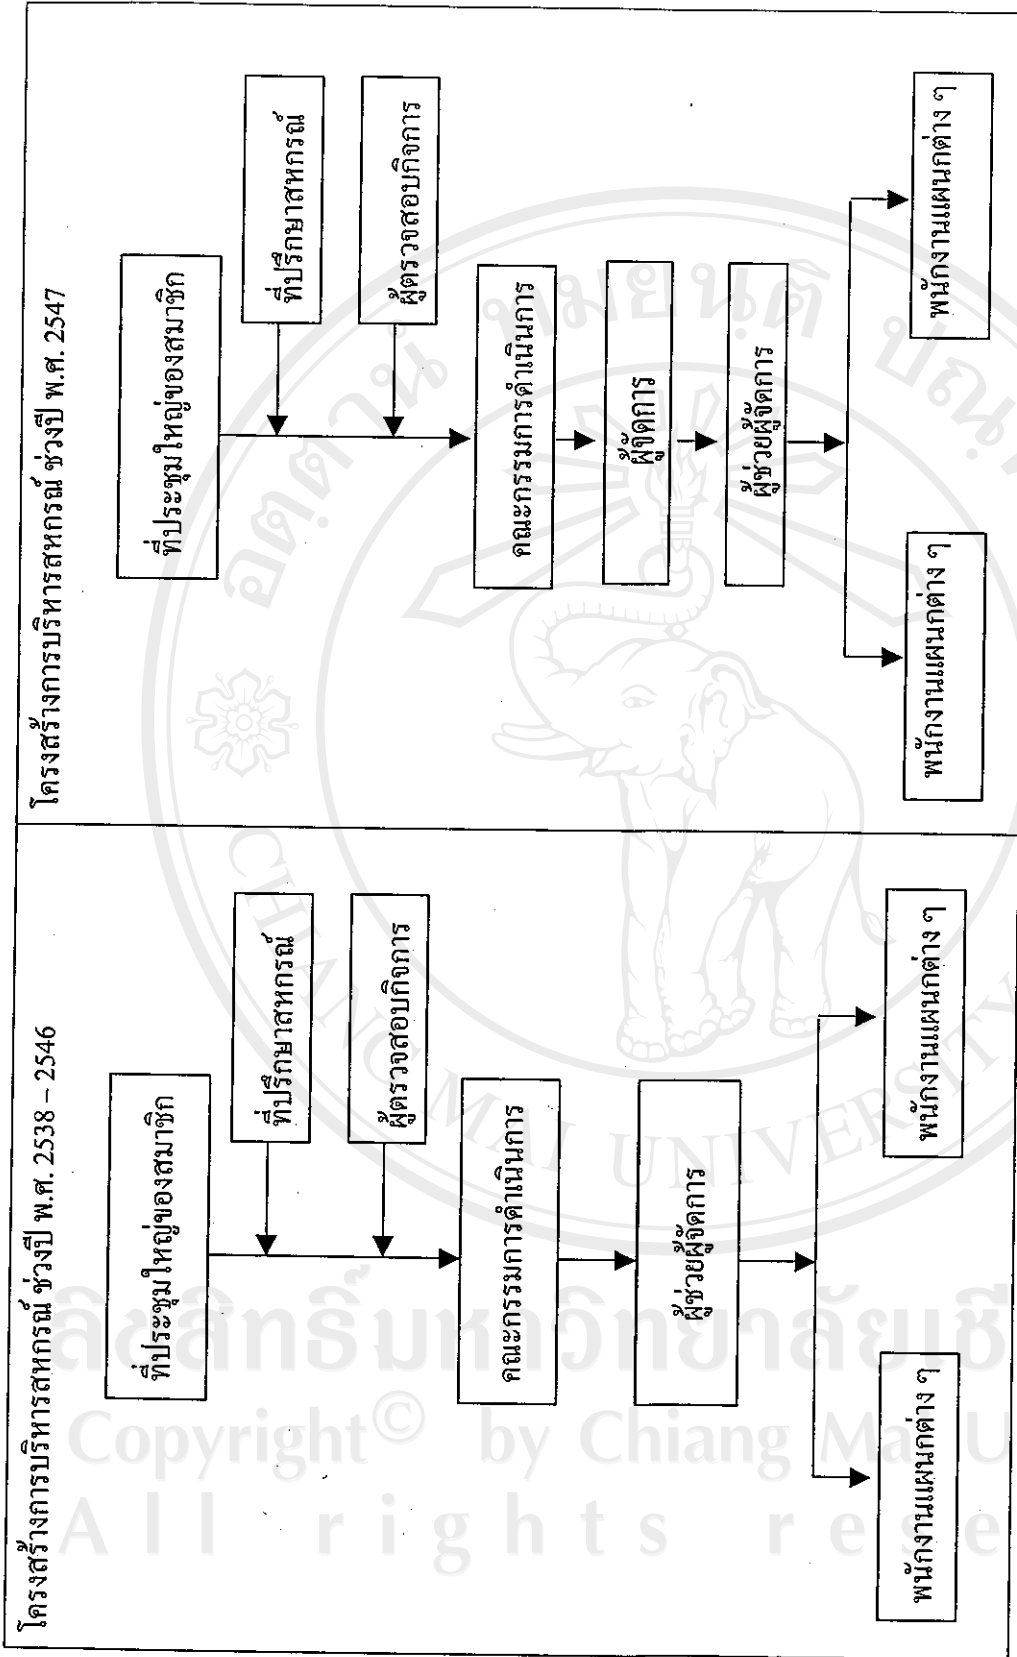 โครงสร้างการบริหารสหกรณ์ ช่วงปี พ.ศ. 2538 – 2546
ที่ประชุมใหญ่ของสมาชิก
ที่ปรึกษาสหกรณ์
ผู้ตรวจสอบกิจการ
คณะกรรมการดำเนินการ
ผู้ช่วยผู้จัดการ
พนักงานแผนกต่าง ๆ
พนักงานแผนกต่าง ๆ
โครงสร้างการบริหารสหกรณ์ ช่วงปี พ.ศ. 2547
ที่ประชุมใหญ่ของสมาชิก
ที่ปรึกษาสหกรณ์
ผู้ตรวจสอบกิจการ
คณะกรรมการดำเนินการ
ผู้จัดการ
ผู้ช่วยผู้จัดการ
พนักงานแผนกต่าง ๆ
พนักงานแผนกต่าง ๆ
CHIANG MAI UNIVERSITY
Copyright © by Chiang Mai U
All rights rese